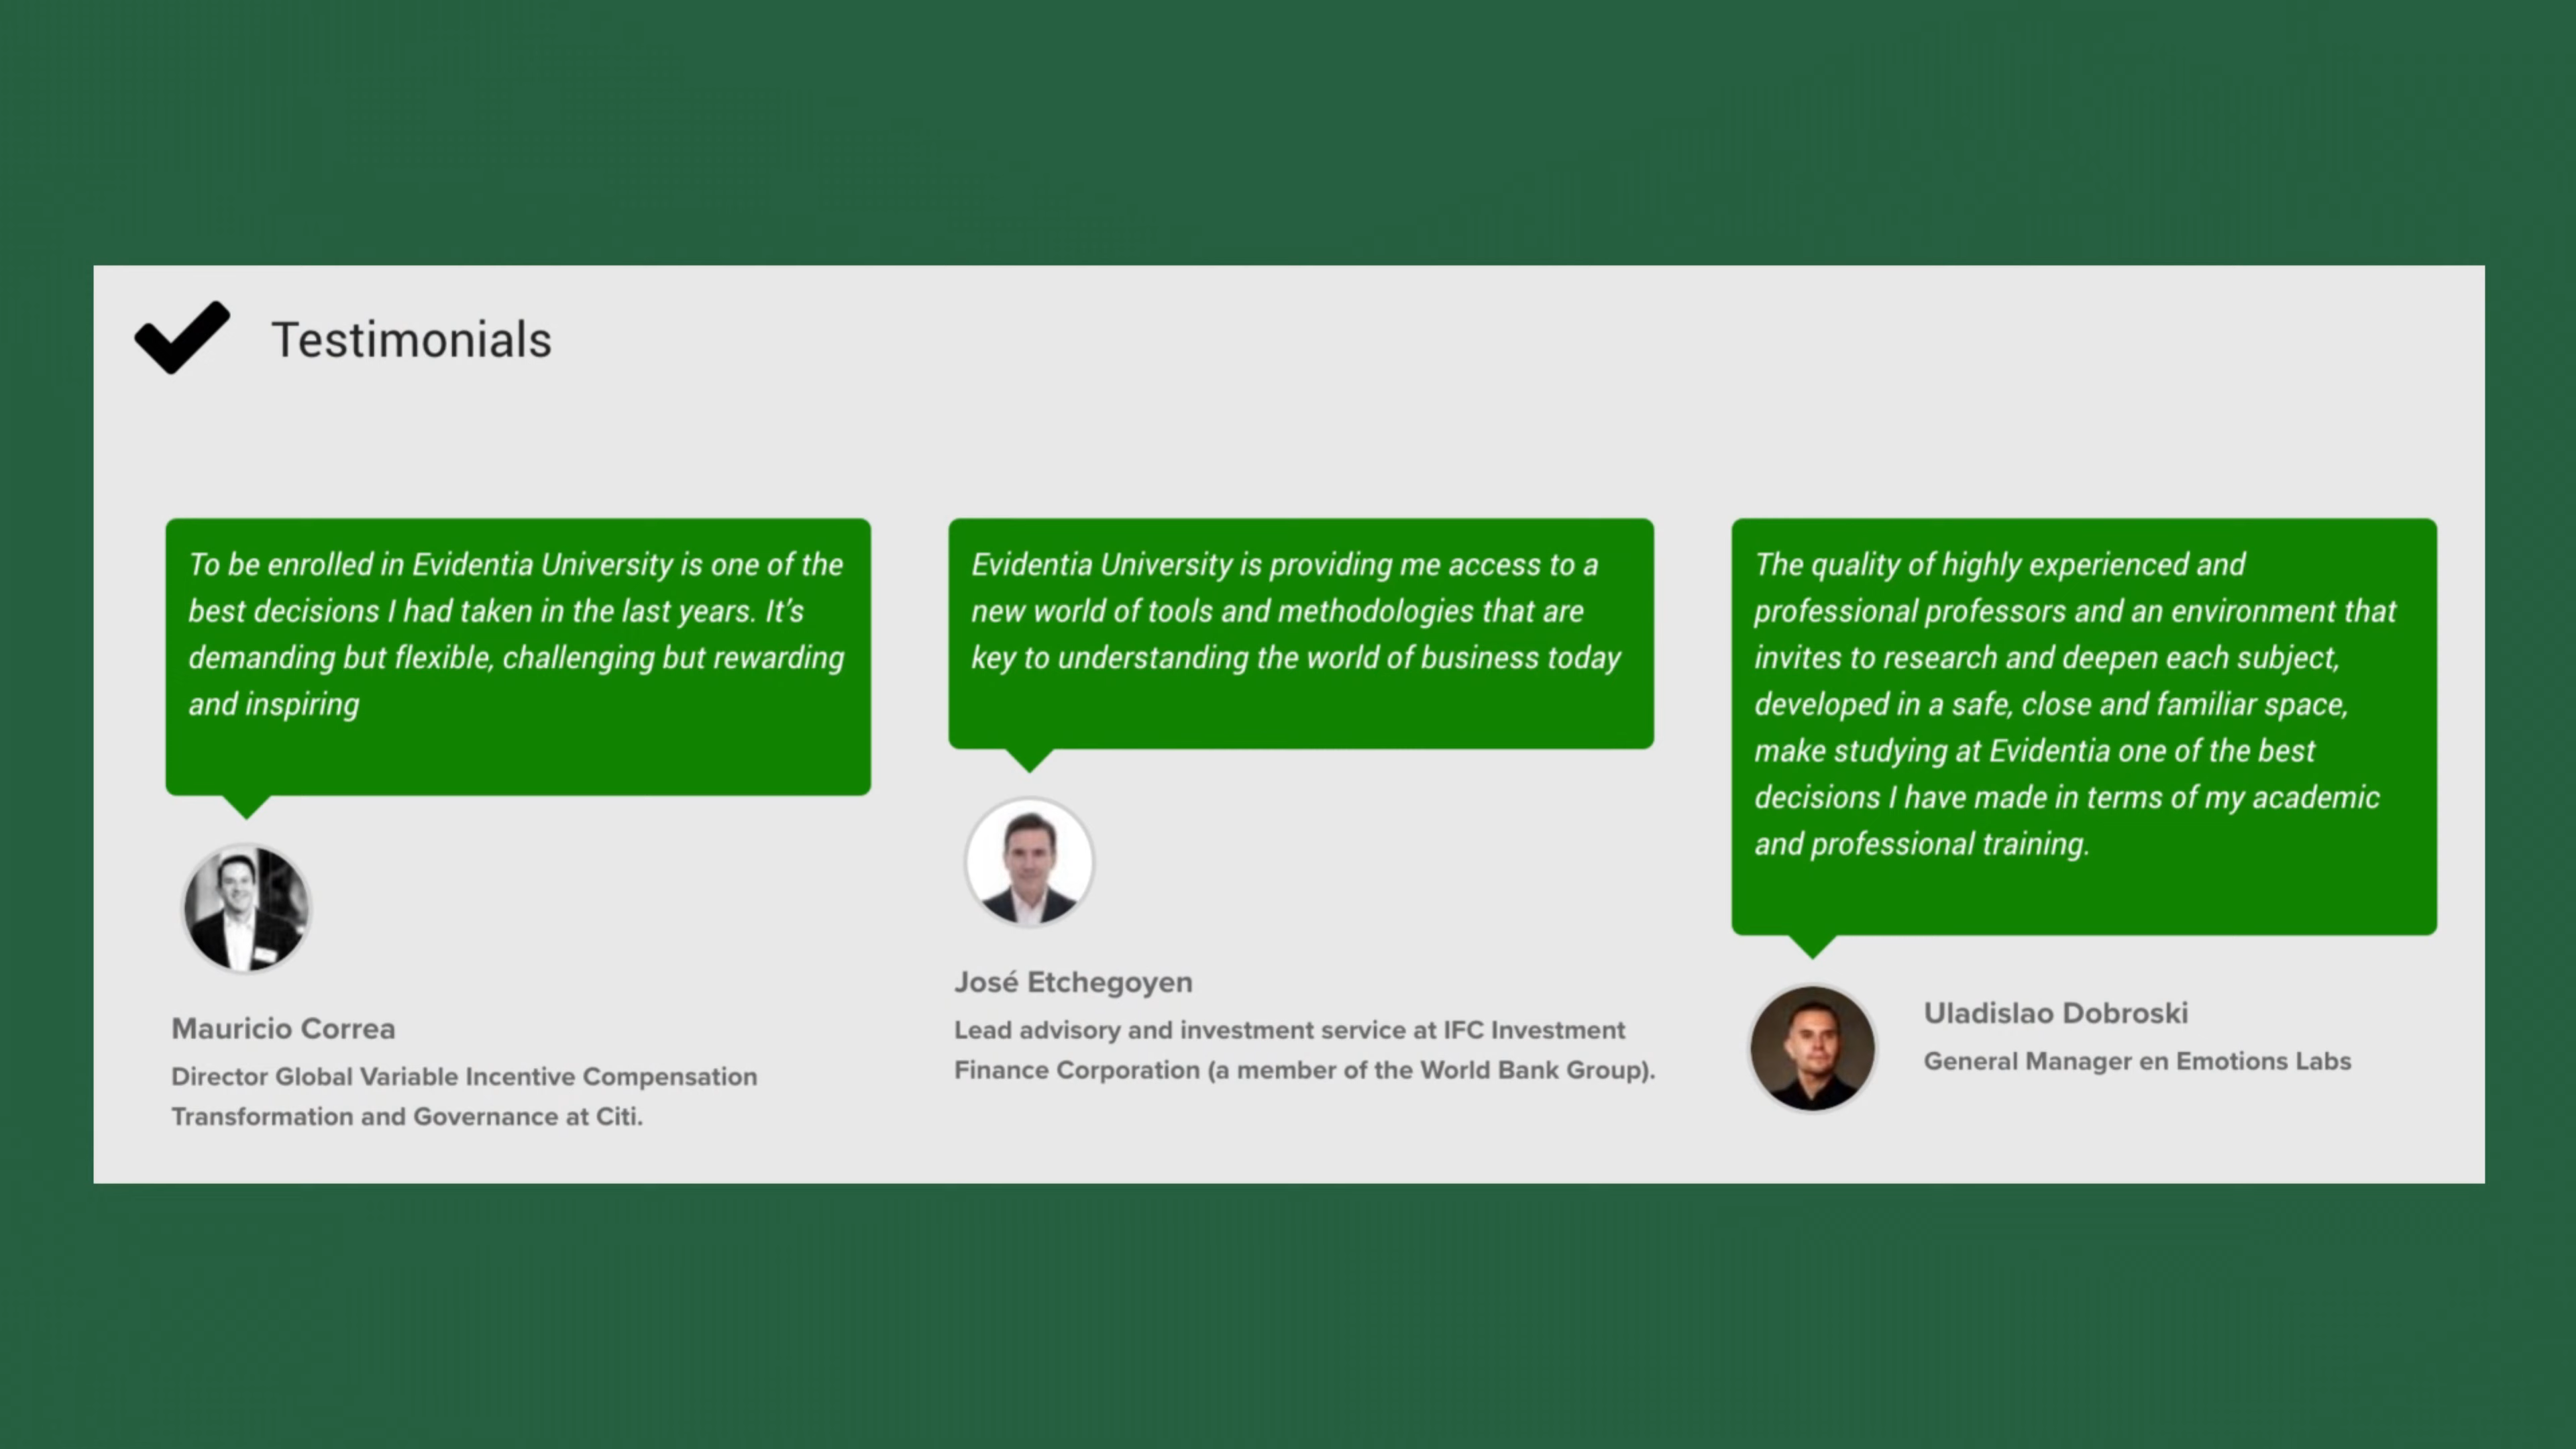 Testimonials
To be enrolled in Evidentia University is one of the
best decisions I had taken in the last years. It’s
demanding but flexible, challenging but rewarding
and inspiring
Mauricio Correa
Director Global Variable Incentive Compensation
Transformation and Governance at Citi.
Evidentia University is providing me access to a
new world of tools and methodologies that are
key to understanding the world of business today
José Etchegoyen
Lead advisory and investment service at IFC Investment
Finance Corporation (a member of the World Bank Group).
The quality of highly experienced and
professional professors and an environment that
invites to research and deepen each subject,
developed in a safe, close and familiar space,
make studying at Evidentia one of the best
decisions I have made in terms of my academic
and professional training.
Uladislao Dobroski
General Manager en Emotions Labs